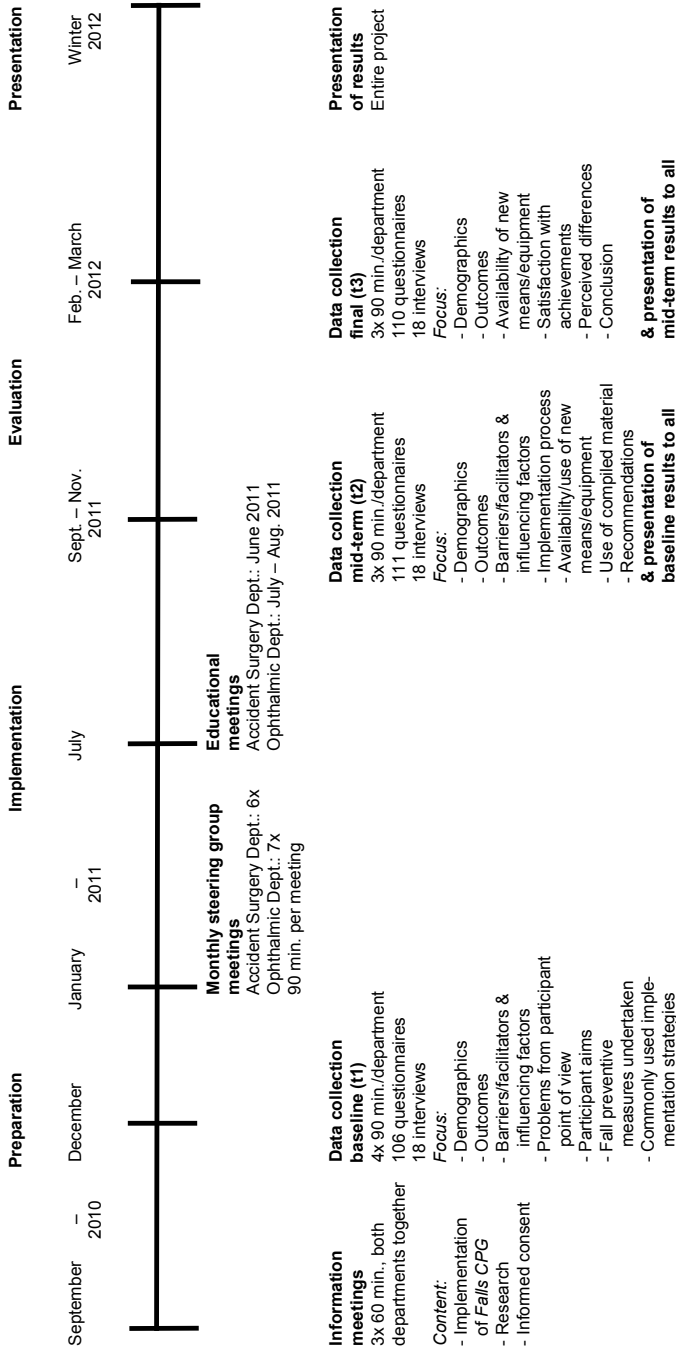 Preparation
Implementation
Evaluation
Presentation
September – December
2010
January – July
2011
Sept. – Nov.
2011
Feb. – March
2012
Winter
2012
Monthly steering group
meetings
Accident Surgery Dept.: 6x
Ophthalmic Dept.: 7x
90 min. per meeting
Educational
meetings
Accident Surgery Dept.: June 2011
Ophthalmic Dept.: July – Aug. 2011
Information
meetings
3x 60 min., both
departments together
Content:
- Implementation
of Falls CPG
- Research
- Informed consent
Data collection
baseline (t1)
4x 90 min./department
106 questionnaires
18 interviews
Focus:
- Demographics
- Outcomes
- Barriers/facilitators &
influencing factors
- Problems from participant
point of view
- Participant aims
- Fall preventive
measures undertaken
- Commonly used imple-
mentation strategies
Data collection
mid-term (t2)
3x 90 min./department
111 questionnaires
18 interviews
Focus:
- Demographics
- Outcomes
- Barriers/facilitators &
influencing factors
- Implementation process
- Availability/use of new
means/equipment
- Use of compiled material
- Recommendations
& presentation of
baseline results to all
Data collection
final (t3)
3x 90 min./department
110 questionnaires
18 interviews
Focus:
- Demographics
- Outcomes
- Availability of new
means/equipment
- Satisfaction with
achievements
- Perceived differences
- Conclusion
& presentation of
mid-term results to all
Presentation
of results
Entire project